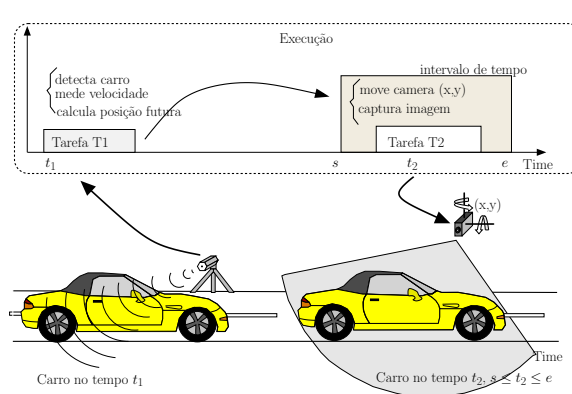 Execução
intervalo de tempo
detecta carro
mede velocidade
calcula posição futura
move camera (x,y)
captura imagem
Tarefa T1
Tarefa T2
t1
s
t2
e
Time
(x,y)
Time
Carro no tempo t1
Carro no tempo t2, s ≤ t2 ≤ e